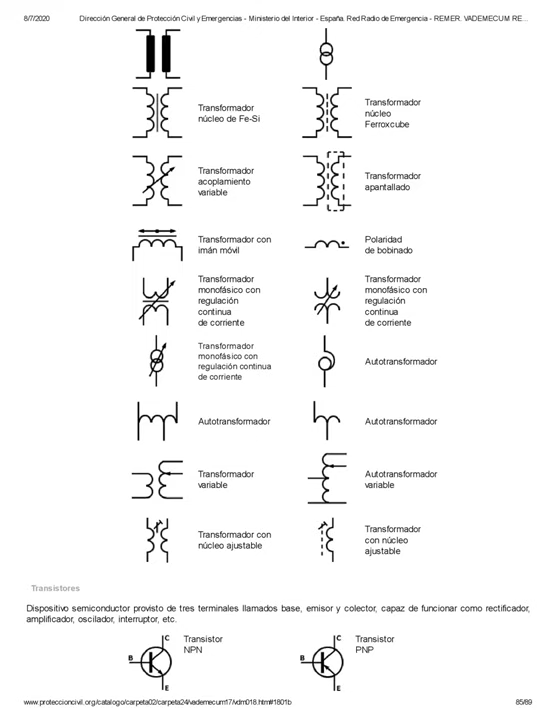 8/7/2020 Dirección General de Protección Civil y Emergencias - Ministerio del Interior - España. Red Radio de Emergencia - REMER. VADEMECUM RE...
Transformador
núcleo de Fe-Si
Transformador
núcleo
Ferroxcube
Transformador
acoplamiento
variable
Transformador
apantallado
Transformador con
imán móvil
Polaridad
de bobinado
Transformador
monofásico con
regulación
continua
de corriente
Transformador
monofásico con
regulación
continua
de corriente
Transformador
monofásico con
regulación continua
de corriente
Autotransformador
Autotransformador
Autotransformador
Transformador
variable
Autotransformador
variable
Transformador con
núcleo ajustable
Transformador
con núcleo
ajustable
Transistores
Dispositivo semiconductor provisto de tres terminales llamados base, emisor y colector, capaz de funcionar como rectificador,
amplificador, oscilador, interruptor, etc.
C
B
E
Transistor
NPN
C
B
E
Transistor
PNP
www.proteccioncivil.org/catalogo/carpeta02/carpeta24/vademecum17/vdm018.htm#1801b 85/89